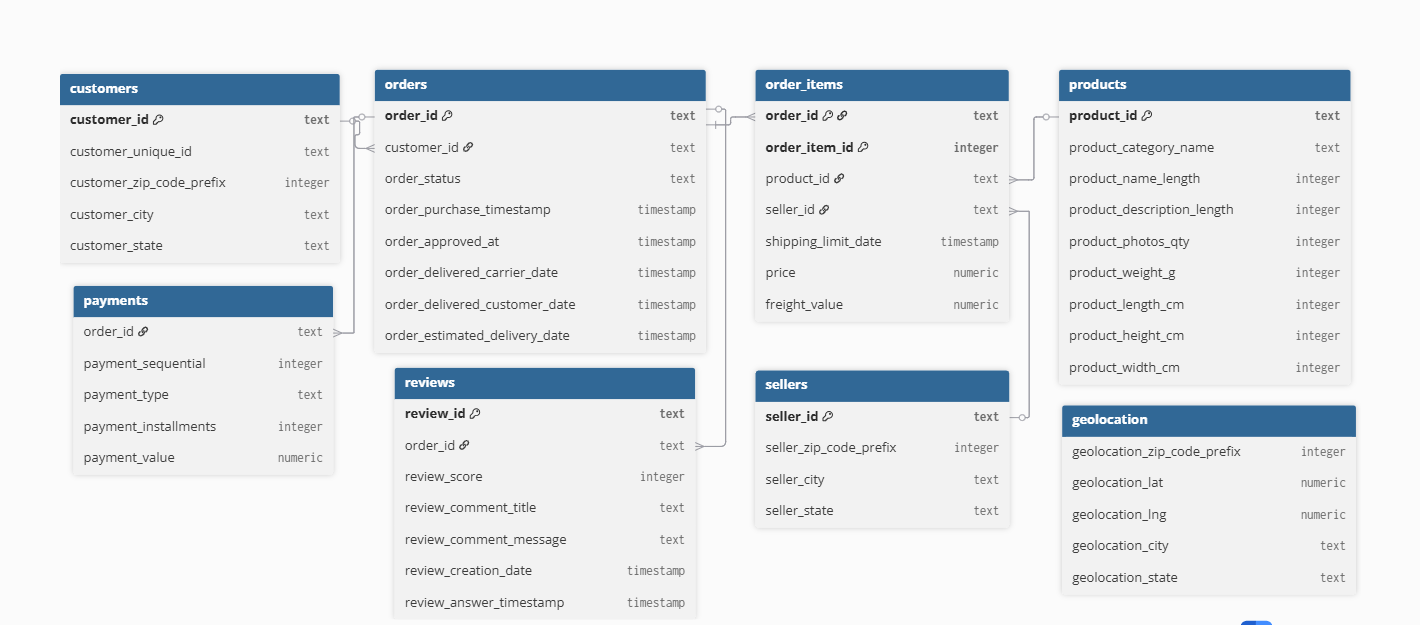 customers
customer_id text
customer_unique_id text
customer_zip_code_prefix integer
customer_city text
customer_state text
payments
order_id text
payment_sequential integer
payment_type text
payment_installments integer
payment_value numeric
orders
order_id text
customer_id text
order_status text
order_purchase_timestamp timestamp
order_approved_at timestamp
order_delivered_carrier_date timestamp
order_delivered_customer_date timestamp
order_estimated_delivery_date timestamp
reviews
review_id text
order_id text
review_score integer
review_comment_title text
review_comment_message text
review_creation_date timestamp
review_answer_timestamp timestamp
order_items
order_id text
order_item_id integer
product_id text
seller_id text
shipping_limit_date timestamp
price numeric
freight_value numeric
sellers
seller_id text
seller_zip_code_prefix integer
seller_city text
seller_state text
products
product_id text
product_category_name text
product_name_length integer
product_description_length integer
product_photos_qty integer
product_weight_g integer
product_length_cm integer
product_height_cm integer
product_width_cm integer
geolocation
geolocation_zip_code_prefix integer
geolocation_lat numeric
geolocation_lng numeric
geolocation_city text
geolocation_state text